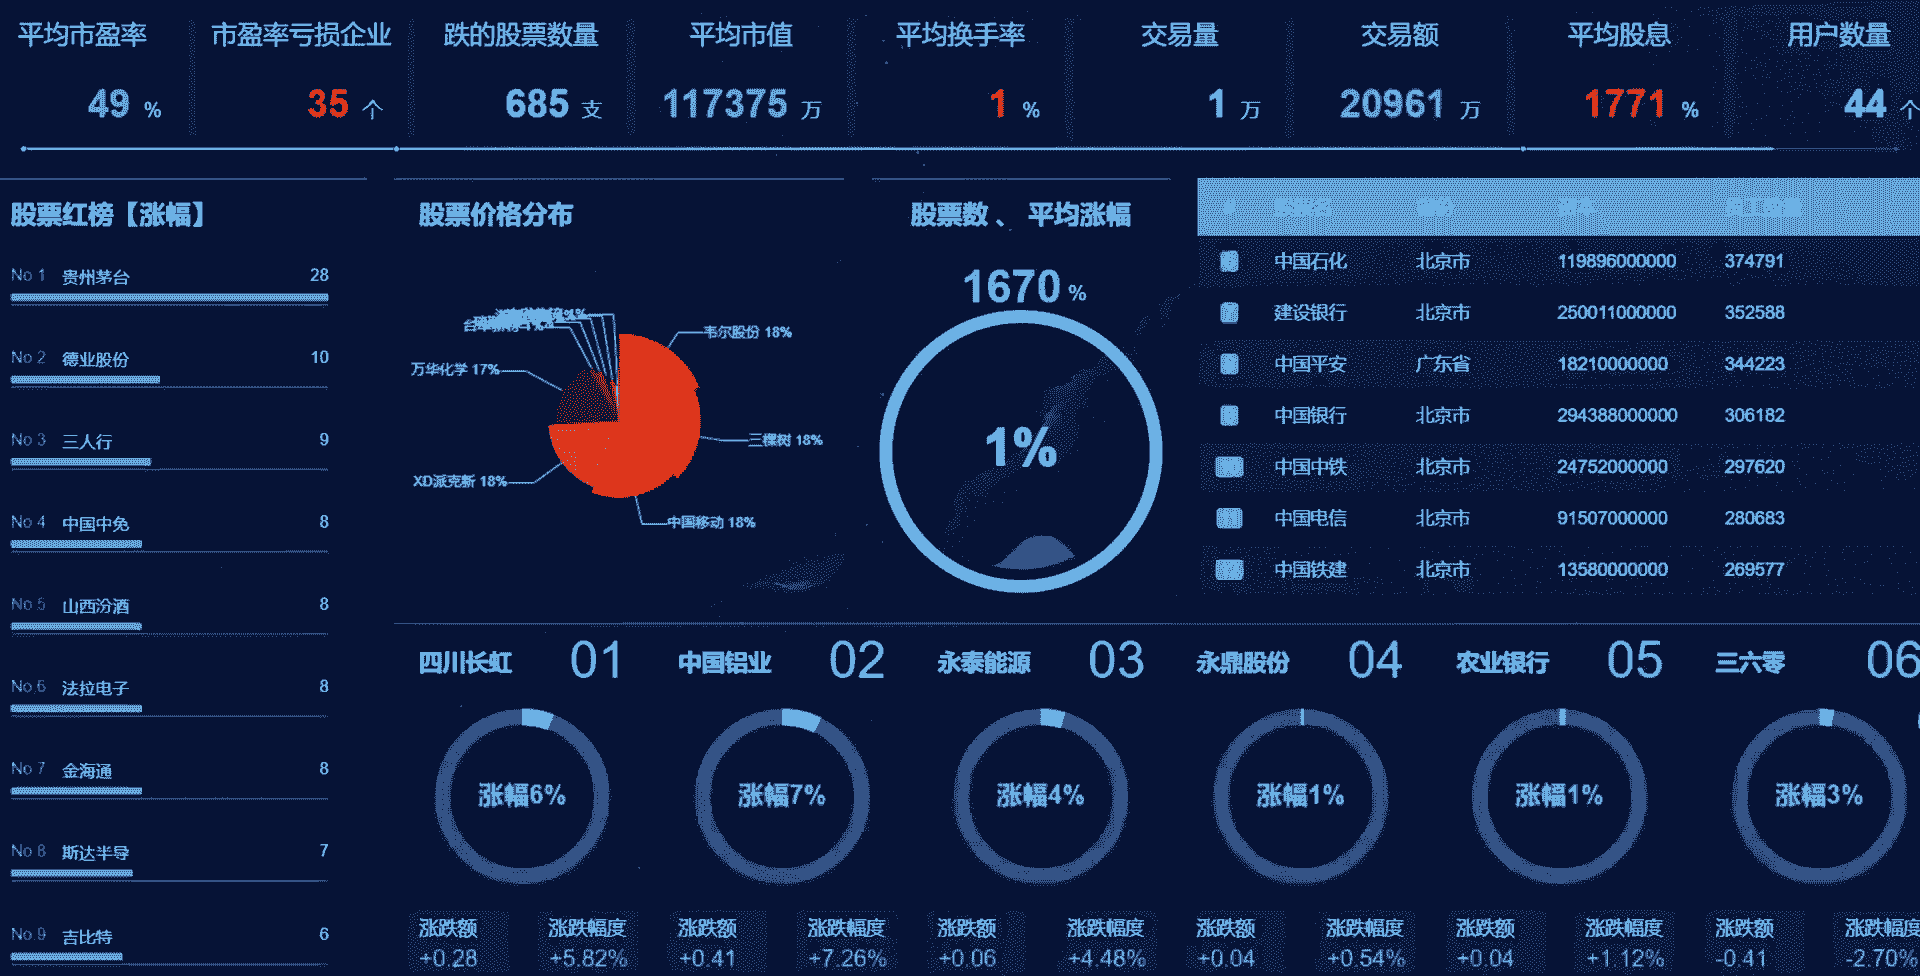 平均市盈率 市盈率亏损企业 跌的股票数量 平均市值 平均换手率 交易量 交易额 平均股息 用户数量
49 % 35 个 685 支 117375 万 1 % 1 万 20961 万 1771 % 44 个
股票红榜【涨幅】
No 1 贵州茅台 28
No 2 德业股份 10
No 3 三人行 9
No 4 中国中免 8
No 5 山西汾酒 8
No 6 法拉电子 8
No 7 金海通 8
No 8 斯达半导 7
No 9 吉比特 6
股票价格分布
韦尔股份 18%
万华化学 17%
三棵树 18%
XD派克新 18%
中国移动 18%
股票数 、 平均涨幅
1670 %
1%
中国石化 北京市 119896000000 374791
建设银行 北京市 250011000000 352588
中国平安 广东省 18210000000 344223
中国银行 北京市 294388000000 306182
中国中铁 北京市 24752000000 297620
中国电信 北京市 91507000000 280683
中国铁建 北京市 13580000000 269577
四川长虹 01 中国铝业 02 永泰能源 03 永鼎股份 04 农业银行 05 三六零 06
涨幅6% 涨幅7% 涨幅4% 涨幅1% 涨幅1% 涨幅3%
涨跌额 涨跌幅度 涨跌额 涨跌幅度 涨跌额 涨跌幅度 涨跌额 涨跌幅度 涨跌额 涨跌幅度 涨跌额 涨跌幅度
+0.28 +5.82% +0.41 +7.26% +0.06 +4.48% +0.04 +0.54% +0.04 +1.12% -0.41 -2.70%